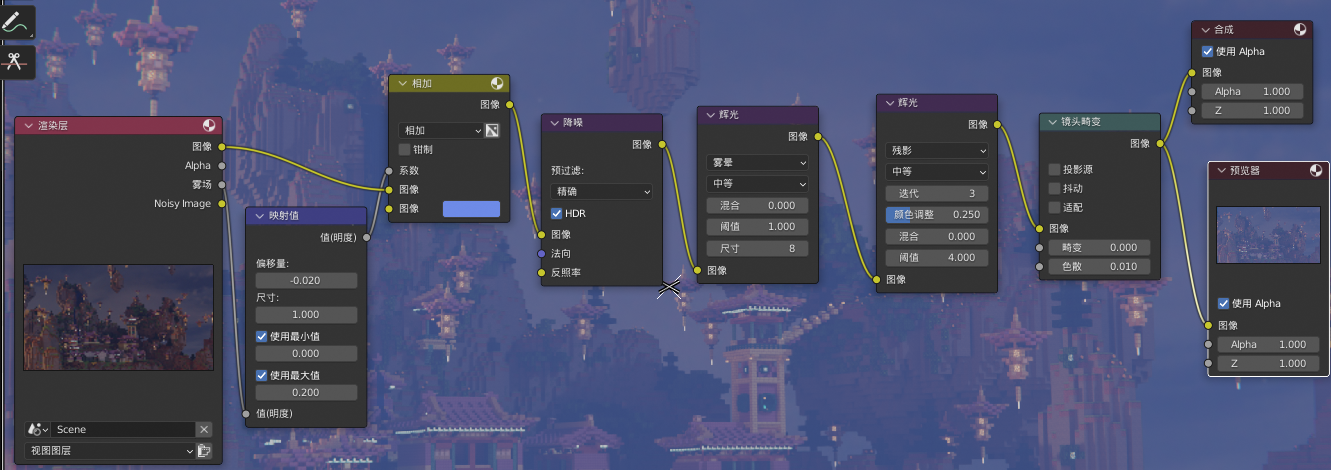 渲染层
图像
Alpha
雾场
Noisy Image
Scene
视图图层
映射值
值(明度)
偏移量:
-0.020
尺寸:
1.000
使用最小值
0.000
使用最大值
0.200
值(明度)
相加
图像
相加
钳制
系数
图像
图像
降噪
图像
预过滤:
精确
HDR
图像
法向
反照率
辉光
图像
雾晕
中等
混合 0.000
阈值 1.000
尺寸 8
图像
辉光
图像
残影
中等
迭代 3
颜色调整 0.250
混合 0.000
阈值 4.000
图像
镜头畸变
图像
投影源
抖动
适配
图像
畸变 0.000
色散 0.010
合成
使用 Alpha
图像
Alpha 1.000
Z 1.000
预览器
使用 Alpha
图像
Alpha 1.000
Z 1.000